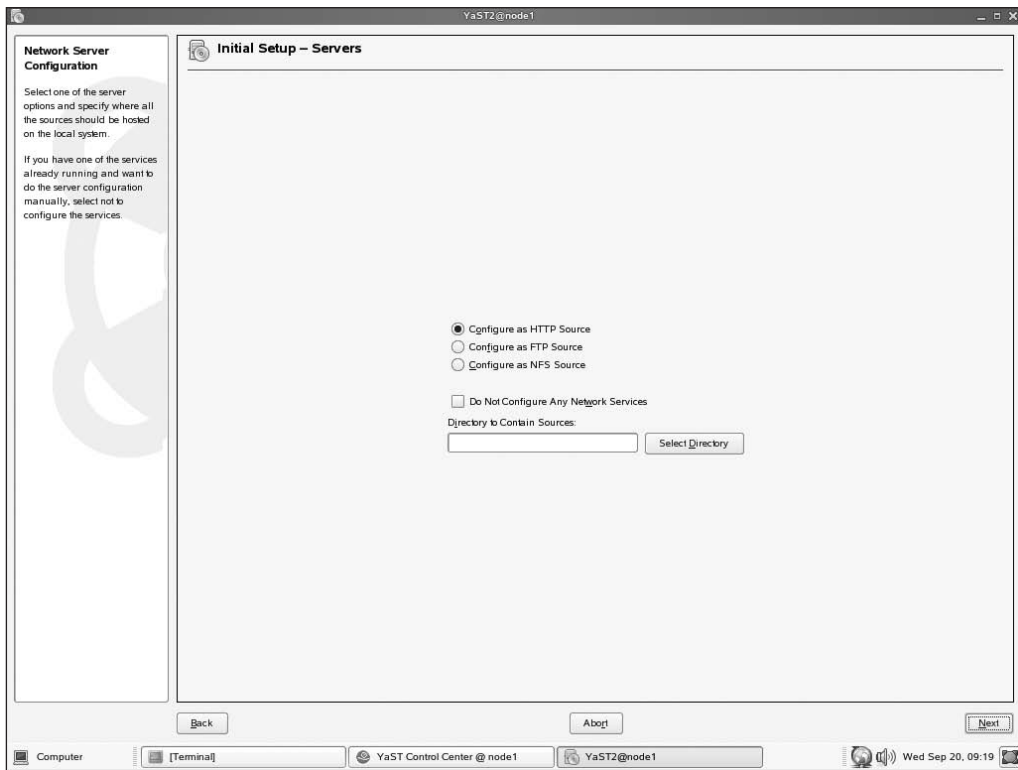 YaST2@node1
Network Server
Configuration
Select one of the server
options and specify where all
the sources should be hosted
on the local system.
If you have one of the services
already running and want to
do the server configuration
manually, select not to
configure the services.
Initial Setup – Servers
Configure as HTTP Source
Configure as FTP Source
Configure as NFS Source
Do Not Configure Any Network Services
Directory to Contain Sources:
Select Directory
Back
Abort
Next
Computer
[Terminal]
YaST Control Center @ node1
YaST2@node1
Wed Sep 20, 09:19